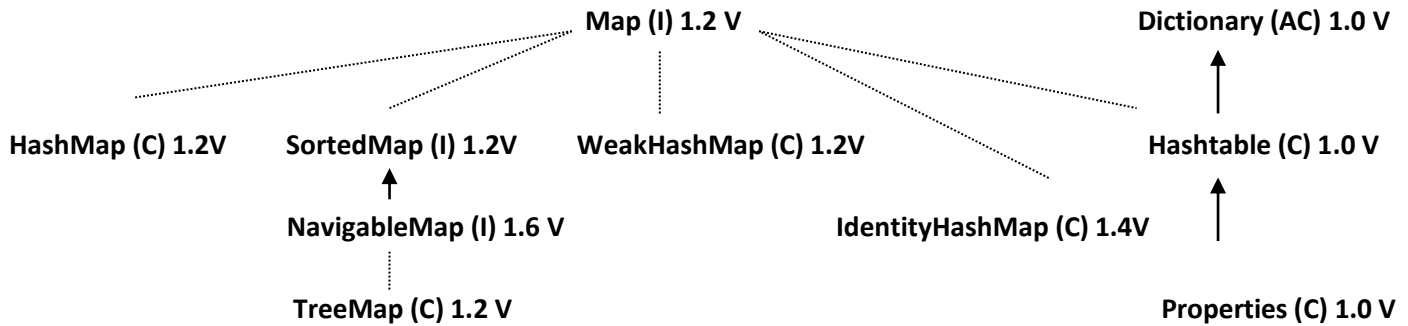 Map (I) 1.2 V Dictionary (AC) 1.0 V
HashMap (C) 1.2V SortedMap (I) 1.2V WeakHashMap (C) 1.2V Hashtable (C) 1.0 V
NavigableMap (I) 1.6 V IdentityHashMap (C) 1.4V
TreeMap (C) 1.2 V Properties (C) 1.0 V